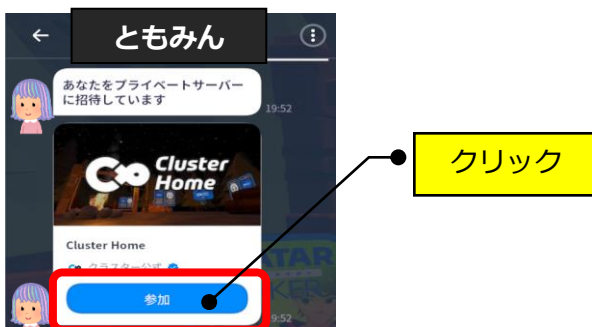 ともみん
あなたをプライベートサーバー
に招待しています
19:52
Cluster
Home
Cluster Home
クラスター公式
参加
9:52
クリック